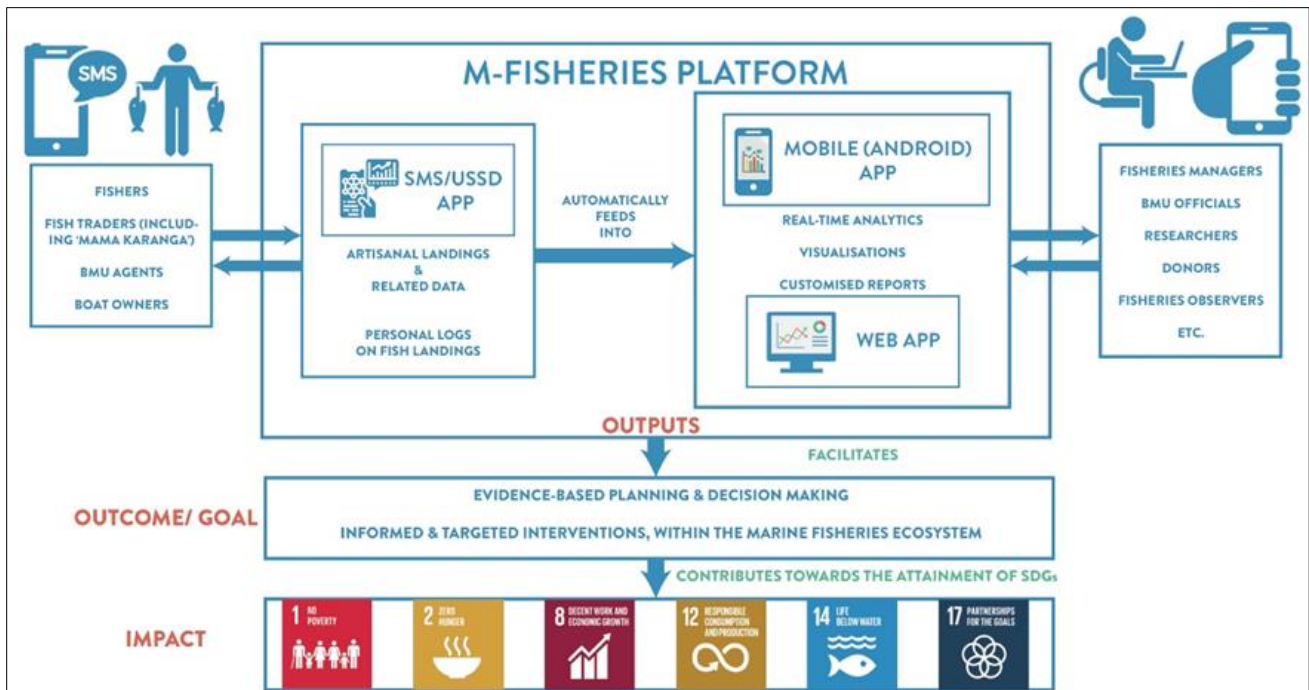 SMS
FISHERS
FISH TRADERS (INCLUD-
ING 'MAMA KARANGA')
BMU AGENTS
BOAT OWNERS
M-FISHERIES PLATFORM
SMS/USSD
APP
ARTISANAL LANDINGS
&
RELATED DATA
PERSONAL LOGS
ON FISH LANDINGS
AUTOMATICALLY
FEEDS
INTO
MOBILE (ANDROID)
APP
REAL-TIME ANALYTICS
VISUALISATIONS
CUSTOMISED REPORTS
WEB APP
FISHERIES MANAGERS
BMU OFFICIALS
RESEARCHERS
DONORS
FISHERIES OBSERVERS
ETC.
OUTPUTS
FACILITATES
OUTCOME/ GOAL
EVIDENCE-BASED PLANNING & DECISION MAKING
INFORMED & TARGETED INTERVENTIONS, WITHIN THE MARINE FISHERIES ECOSYSTEM
CONTRIBUTES TOWARDS THE ATTAINMENT OF SDGs
IMPACT
1 NO
POVERTY
2 ZERO
HUNGER
8 DECENT WORK AND
ECONOMIC GROWTH
12 RESPONSIBLE
CONSUMPTION
AND PRODUCTION
14 LIFE
BELOW WATER
17 PARTNERSHIPS
FOR THE GOALS